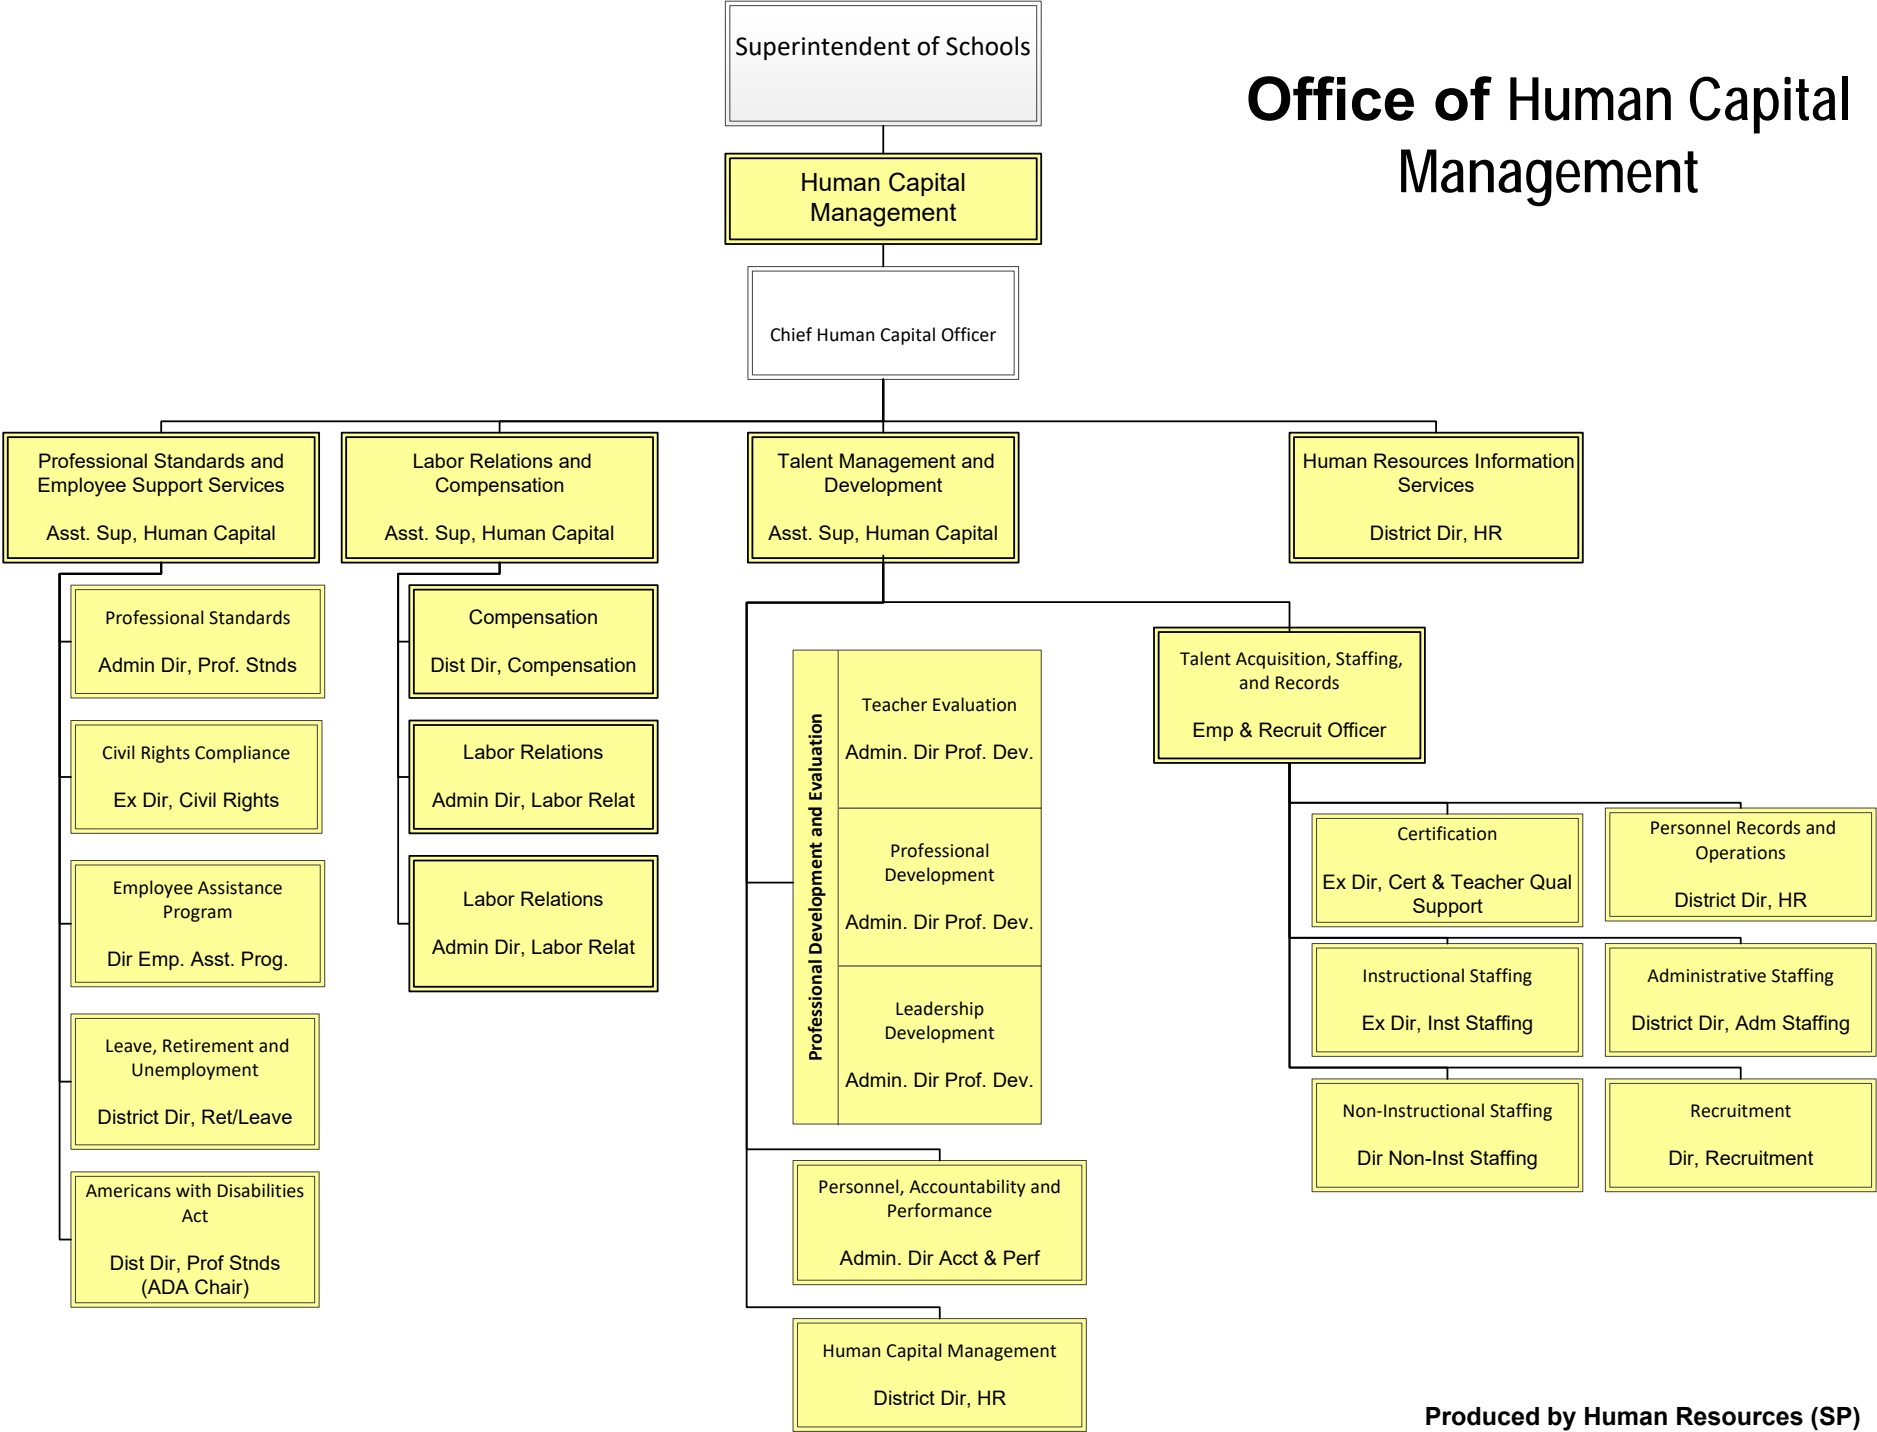 Superintendent of Schools
Office of Human Capital
Management
Human Capital
Management
Chief Human Capital Officer
Professional Standards and
Employee Support Services
Asst. Sup, Human Capital
Labor Relations and
Compensation
Asst. Sup, Human Capital
Talent Management and
Development
Asst. Sup, Human Capital
Human Resources Information
Services
District Dir, HR
Professional Standards
Admin Dir, Prof. Stnds
Civil Rights Compliance
Ex Dir, Civil Rights
Employee Assistance
Program
Dir Emp. Asst. Prog.
Leave, Retirement and
Unemployment
District Dir, Ret/Leave
Americans with Disabilities
Act
Dist Dir, Prof Stnds
(ADA Chair)
Compensation
Dist Dir, Compensation
Labor Relations
Admin Dir, Labor Relat
Labor Relations
Admin Dir, Labor Relat
Professional Development and Evaluation
Teacher Evaluation
Admin. Dir Prof. Dev.
Professional
Development
Admin. Dir Prof. Dev.
Leadership
Development
Admin. Dir Prof. Dev.
Personnel, Accountability and
Performance
Admin. Dir Acct & Perf
Human Capital Management
District Dir, HR
Talent Acquisition, Staffing,
and Records
Emp & Recruit Officer
Certification
Ex Dir, Cert & Teacher Qual
Support
Personnel Records and
Operations
District Dir, HR
Instructional Staffing
Ex Dir, Inst Staffing
Administrative Staffing
District Dir, Adm Staffing
Non-Instructional Staffing
Dir Non-Inst Staffing
Recruitment
Dir, Recruitment
Produced by Human Resources (SP)